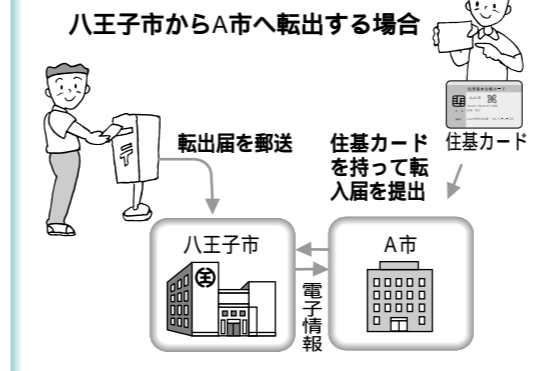 八王子市からA市へ転出する場合
転出届を郵送
住基カード
を持って転
入届を提出
住基カード
八王子市
A市
電子情報